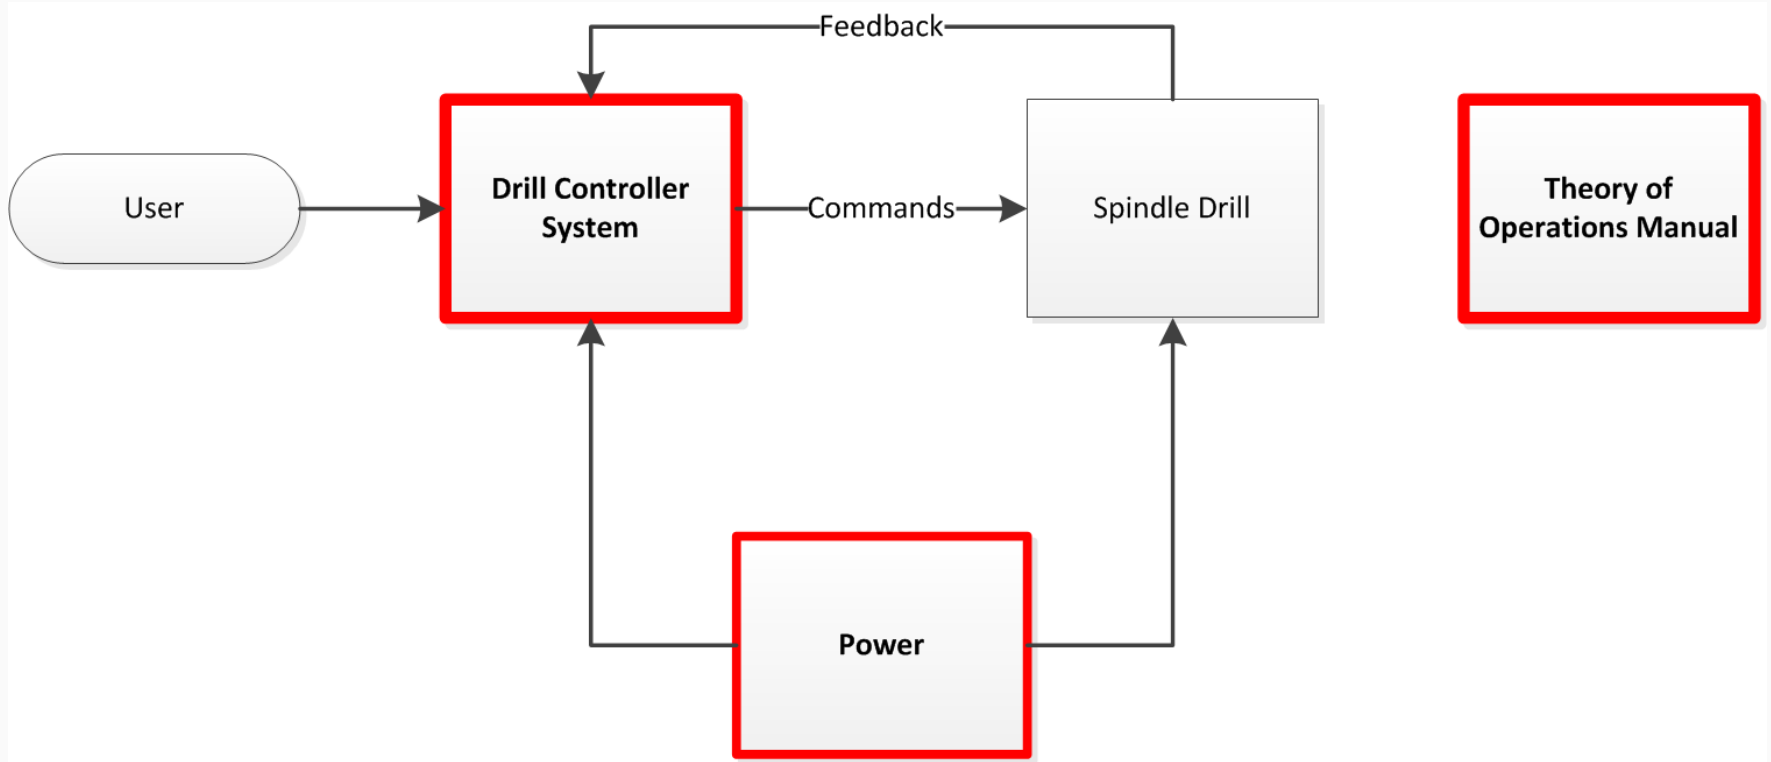 Feedback
User
Drill Controller
System
Commands
Spindle Drill
Theory of
Operations Manual
Power